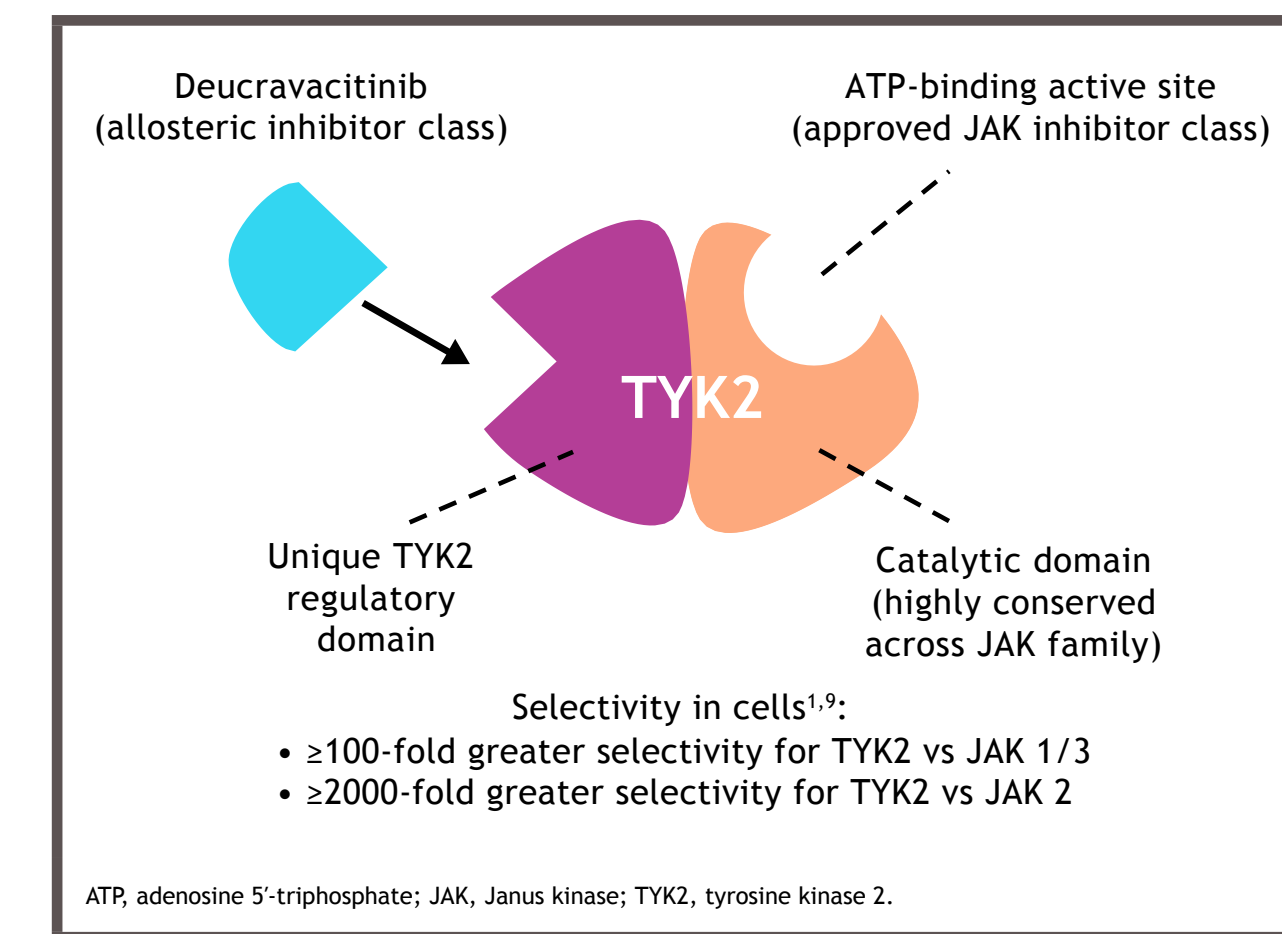 Deucravacitinib
(allosteric inhibitor class)
ATP-binding active site
(approved JAK inhibitor class)
TYK2
Unique TYK2
regulatory
domain
Catalytic domain
(highly conserved
across JAK family)
Selectivity in cells¹,⁹:
• ≥100-fold greater selectivity for TYK2 vs JAK 1/3
• ≥2000-fold greater selectivity for TYK2 vs JAK 2
ATP, adenosine 5′-triphosphate; JAK, Janus kinase; TYK2, tyrosine kinase 2.